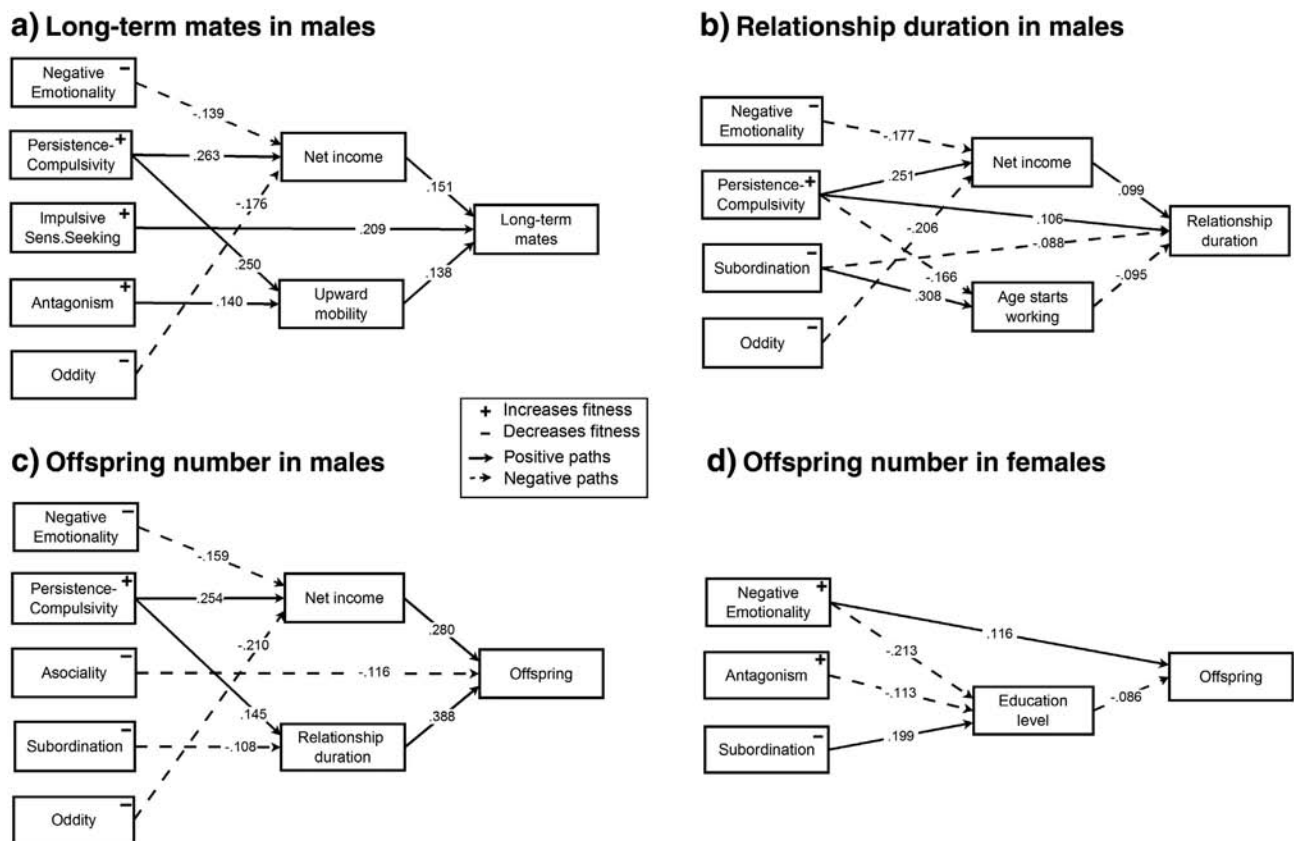 a) Long-term mates in males
Negative
Emotionality
−
Persistence-
Compulsivity
+
Impulsive
Sens.Seeking
+
Antagonism
+
Oddity
−
-.139
.263
-.176
.209
.250
.140
Net income
Upward
mobility
.151
.138
Long-term
mates
b) Relationship duration in males
Negative
Emotionality
−
Persistence-
Compulsivity
+
Subordination
−
Oddity
−
-.177
.251
.106
-.206
-.088
-.166
.308
Net income
Age starts
working
.099
-.095
Relationship
duration
+ Increases fitness
− Decreases fitness
Positive paths
Negative paths
c) Offspring number in males
Negative
Emotionality
−
Persistence-
Compulsivity
+
Asociality
−
Subordination
−
Oddity
−
-.159
.254
-.210
-.116
.145
-.108
Net income
Relationship
duration
.280
.388
Offspring
d) Offspring number in females
Negative
Emotionality
+
Antagonism
+
Subordination
−
.116
-.213
-.113
.199
Education
level
-.086
Offspring